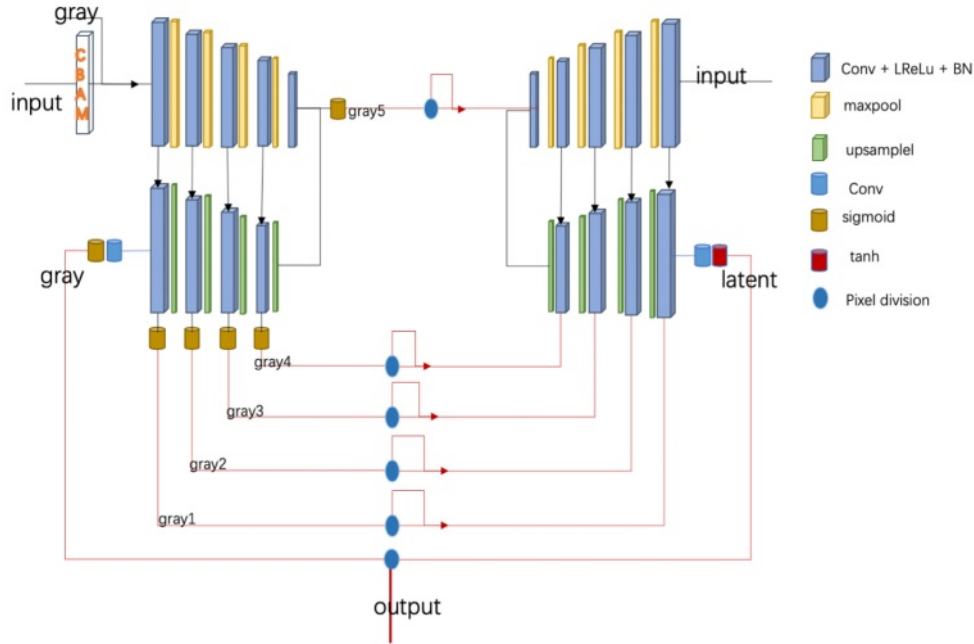 gray
CBAM
input
gray5
input
Conv + LReLu + BN
maxpool
upsamplel
Conv
sigmoid
tanh
Pixel division
gray
latent
gray4
gray3
gray2
gray1
output